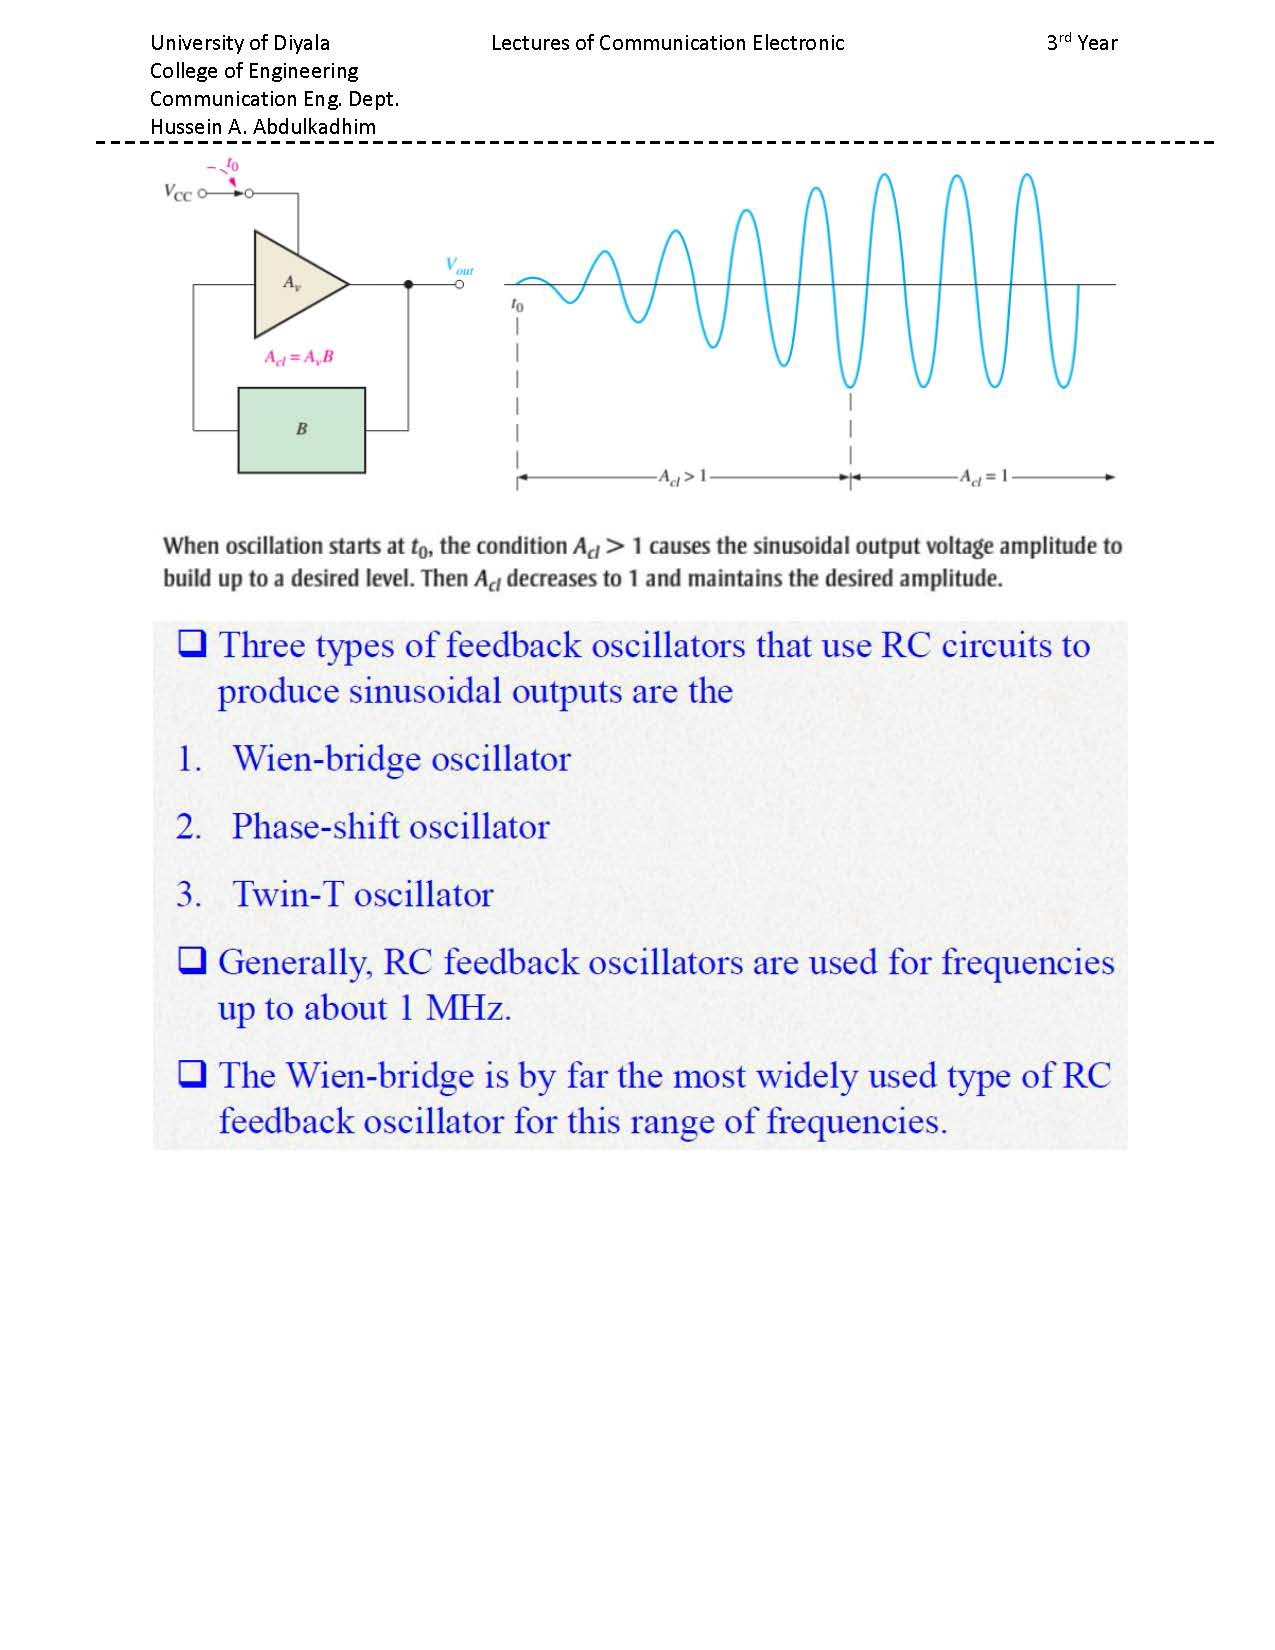 University of Diyala Lectures of Communication Electronic 3rd Year
College of Engineering
Communication Eng. Dept.
Hussein A. Abdulkadhim
t0
VCC
Av
Vout
Acl = AvB
B
t0
Acl > 1
Acl = 1
When oscillation starts at t0, the condition Acl > 1 causes the sinusoidal output voltage amplitude to
build up to a desired level. Then Acl decreases to 1 and maintains the desired amplitude.
❑ Three types of feedback oscillators that use RC circuits to
produce sinusoidal outputs are the
1. Wien-bridge oscillator
2. Phase-shift oscillator
3. Twin-T oscillator
❑ Generally, RC feedback oscillators are used for frequencies
up to about 1 MHz.
❑ The Wien-bridge is by far the most widely used type of RC
feedback oscillator for this range of frequencies.